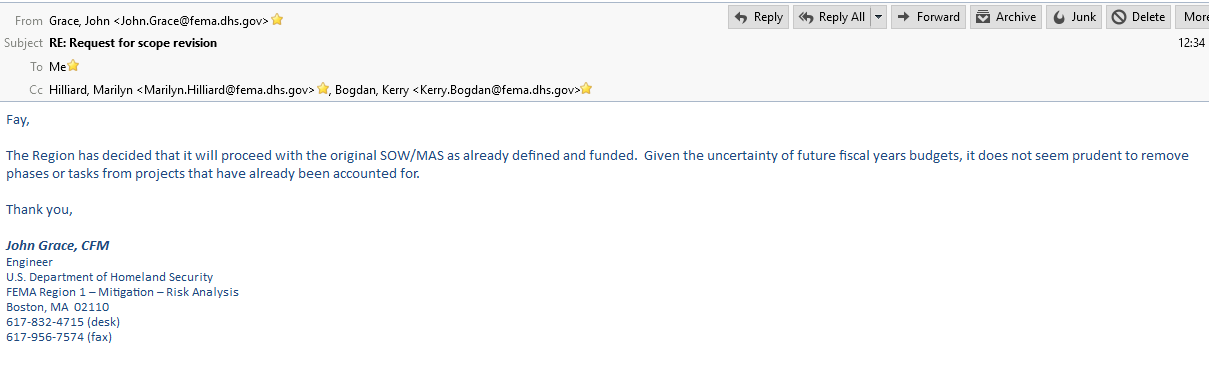 From Grace, John <John.Grace@fema.dhs.gov>
Reply Reply All Forward Archive Junk Delete More
Subject RE: Request for scope revision
12:34
To Me
Cc Hilliard, Marilyn <Marilyn.Hilliard@fema.dhs.gov>, Bogdan, Kerry <Kerry.Bogdan@fema.dhs.gov>
Fay,
The Region has decided that it will proceed with the original SOW/MAS as already defined and funded.  Given the uncertainty of future fiscal years budgets, it does not seem prudent to remove
phases or tasks from projects that have already been accounted for.
Thank you,
John Grace, CFM
Engineer
U.S. Department of Homeland Security
FEMA Region 1 – Mitigation – Risk Analysis
Boston, MA  02110
617-832-4715 (desk)
617-956-7574 (fax)